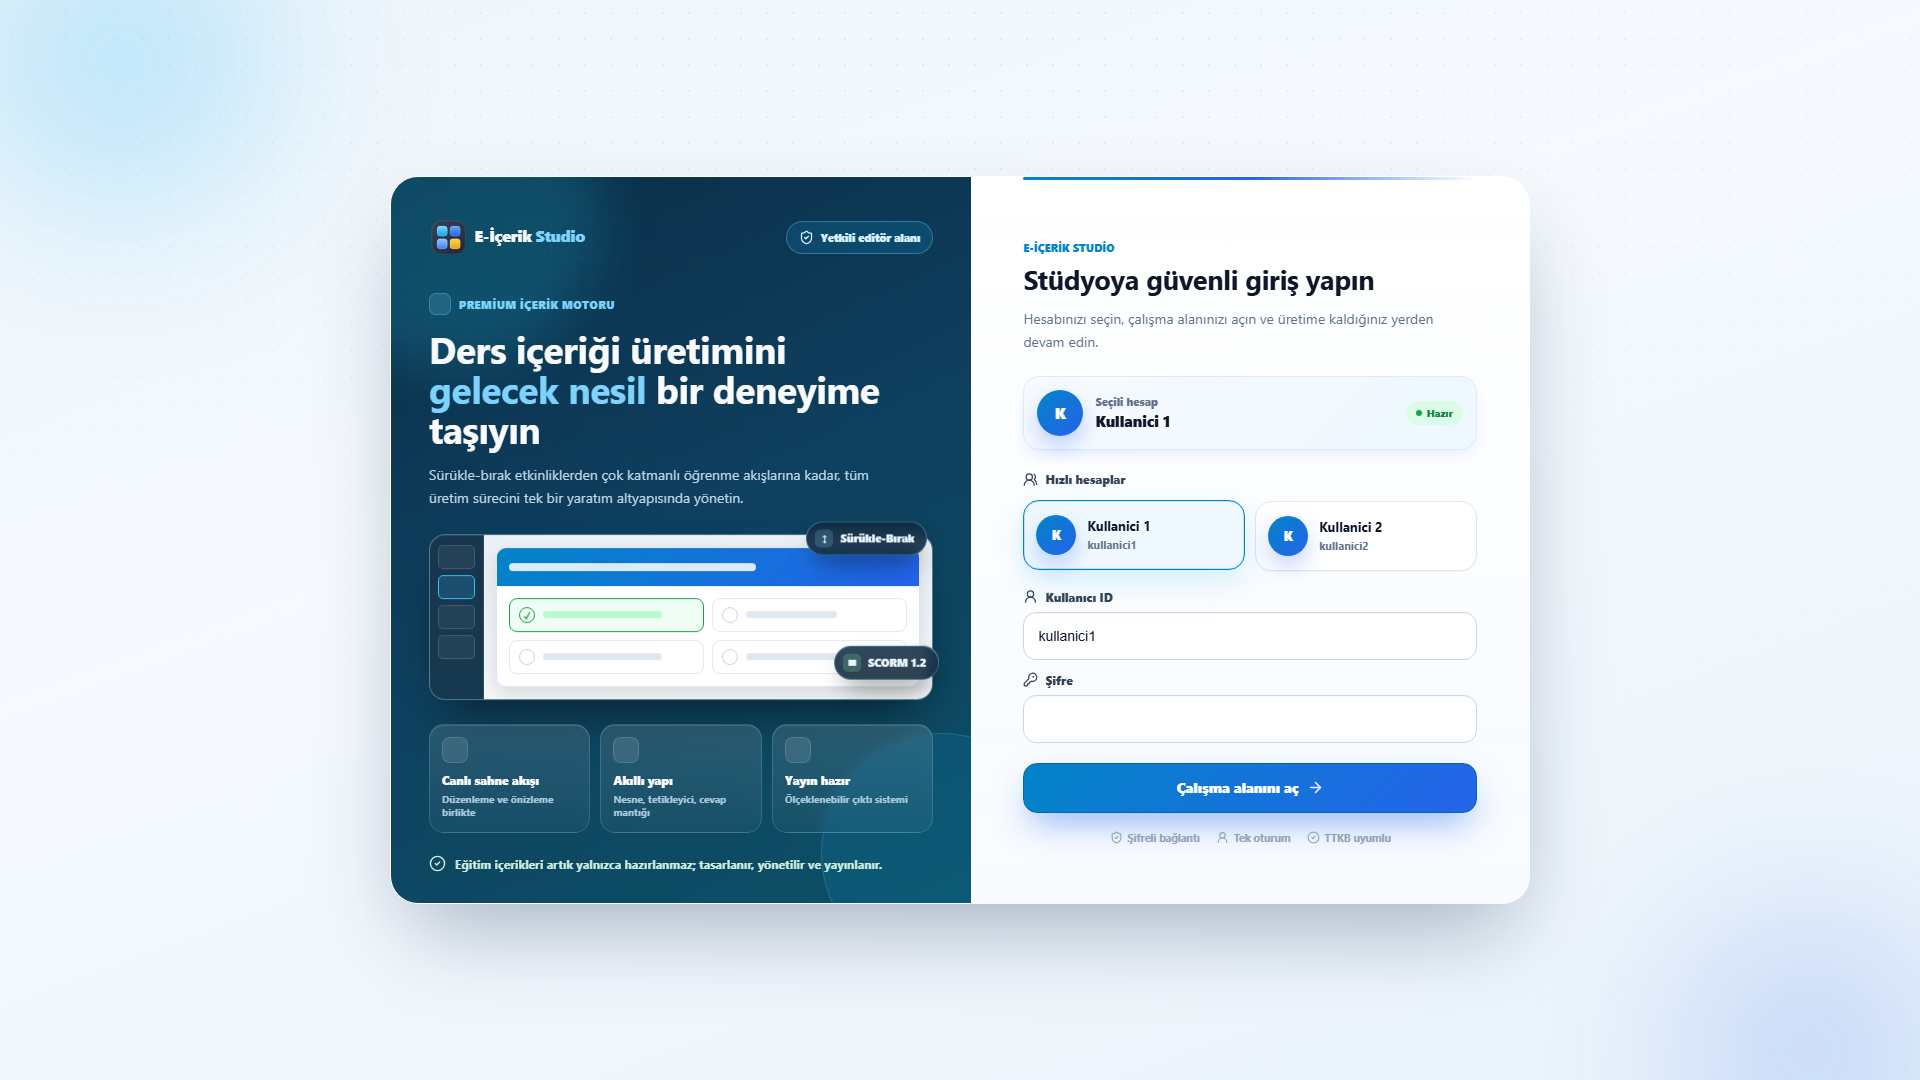 E-İçerik Studio
Yetkili editör alanı
PREMİUM İÇERİK MOTORU
Ders içeriği üretimini
gelecek nesil bir deneyime
taşıyın
Sürükle-bırak etkinliklerden çok katmanlı öğrenme akışlarına kadar, tüm
üretim sürecini tek bir yaratım altyapısında yönetin.
Sürükle-Bırak
SCORM 1.2
Canlı sahne akışı
Düzenleme ve önizleme
birlikte
Akıllı yapı
Nesne, tetikleyici, cevap
mantığı
Yayın hazır
Ölçeklenebilir çıktı sistemi
Eğitim içerikleri artık yalnızca hazırlanmaz; tasarlanır, yönetilir ve yayınlanır.
E-İÇERİK STUDİO
Stüdyoya güvenli giriş yapın
Hesabınızı seçin, çalışma alanınızı açın ve üretime kaldığınız yerden
devam edin.
K
Seçili hesap
Kullanici 1
Hazır
Hızlı hesaplar
K
Kullanici 1
kullanici1
K
Kullanici 2
kullanici2
Kullanıcı ID
kullanici1
Şifre
Çalışma alanını aç
Şifreli bağlantı
Tek oturum
TTKB uyumlu